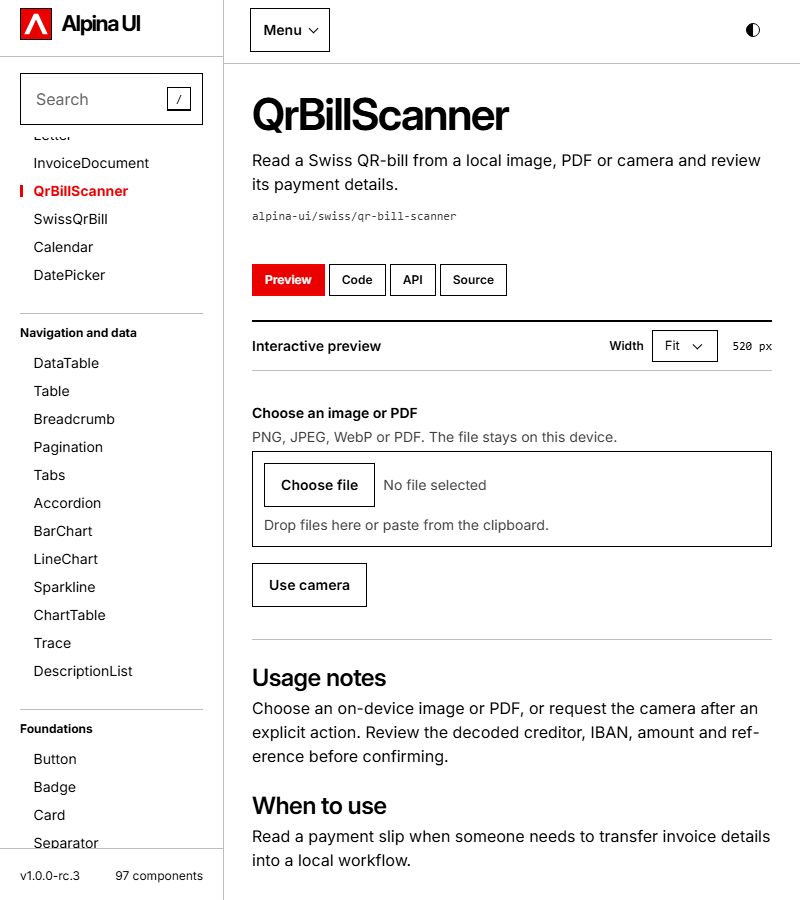 Alpina UI
Search
/
Letter
InvoiceDocument
QrBillScanner
SwissQrBill
Calendar
DatePicker
Navigation and data
DataTable
Table
Breadcrumb
Pagination
Tabs
Accordion
BarChart
LineChart
Sparkline
ChartTable
Trace
DescriptionList
Foundations
Button
Badge
Card
Separator
v1.0.0-rc.3 97 components
Menu
QrBillScanner
Read a Swiss QR-bill from a local image, PDF or camera and review
its payment details.
alpina-ui/swiss/qr-bill-scanner
Preview Code API Source
Interactive preview Width Fit 520 px
Choose an image or PDF
PNG, JPEG, WebP or PDF. The file stays on this device.
Choose file No file selected
Drop files here or paste from the clipboard.
Use camera
Usage notes
Choose an on-device image or PDF, or request the camera after an
explicit action. Review the decoded creditor, IBAN, amount and ref-
erence before confirming.
When to use
Read a payment slip when someone needs to transfer invoice details
into a local workflow.